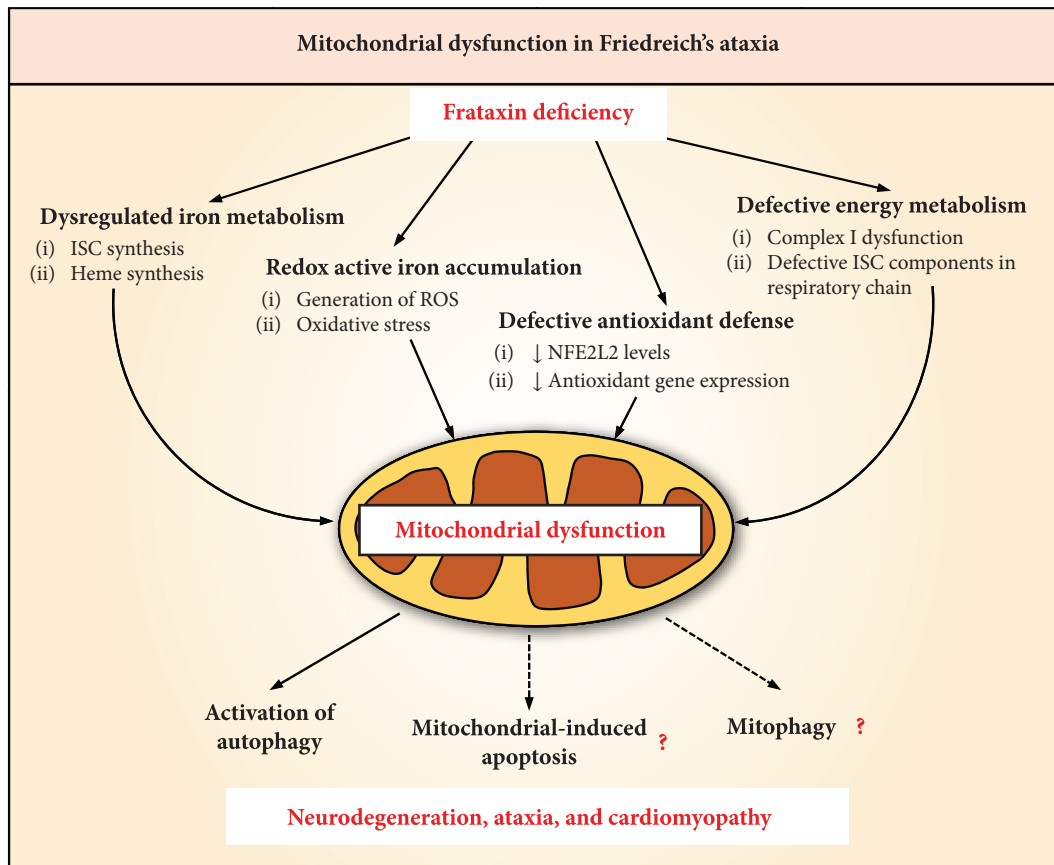 Mitochondrial dysfunction in Friedreich's ataxia
Frataxin deficiency
Dysregulated iron metabolism
(i) ISC synthesis
(ii) Heme synthesis
Redox active iron accumulation
(i) Generation of ROS
(ii) Oxidative stress
Defective antioxidant defense
(i) ↓ NFE2L2 levels
(ii) ↓ Antioxidant gene expression
Defective energy metabolism
(i) Complex I dysfunction
(ii) Defective ISC components in
respiratory chain
Mitochondrial dysfunction
Activation of
autophagy
Mitochondrial-induced
apoptosis ?
Mitophagy ?
Neurodegeneration, ataxia, and cardiomyopathy